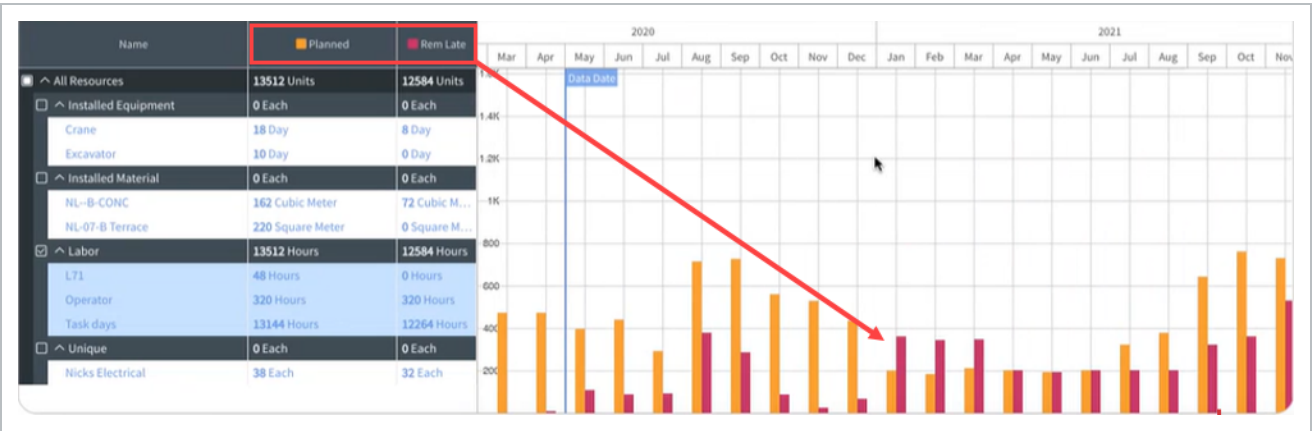 2020 2021
Name Planned Rem Late
Mar Apr May Jun Jul Aug Sep Oct Nov Dec Jan Feb Mar Apr May Jun Jul Aug Sep Oct Nov
All Resources 13512 Units 12584 Units
Data Date
Installed Equipment 0 Each 0 Each
1.4K
Crane 18 Day 8 Day
Excavator 10 Day 0 Day
1.2K
Installed Material 0 Each 0 Each
NL--B-CONC 162 Cubic Meter 72 Cubic M...
1K
NL-07-B Terrace 220 Square Meter 0 Square M...
800
Labor 13512 Hours 12584 Hours
L71 48 Hours 0 Hours
600
Operator 320 Hours 320 Hours
Task days 13144 Hours 12264 Hours
400
Unique 0 Each 0 Each
Nicks Electrical 38 Each 32 Each
200